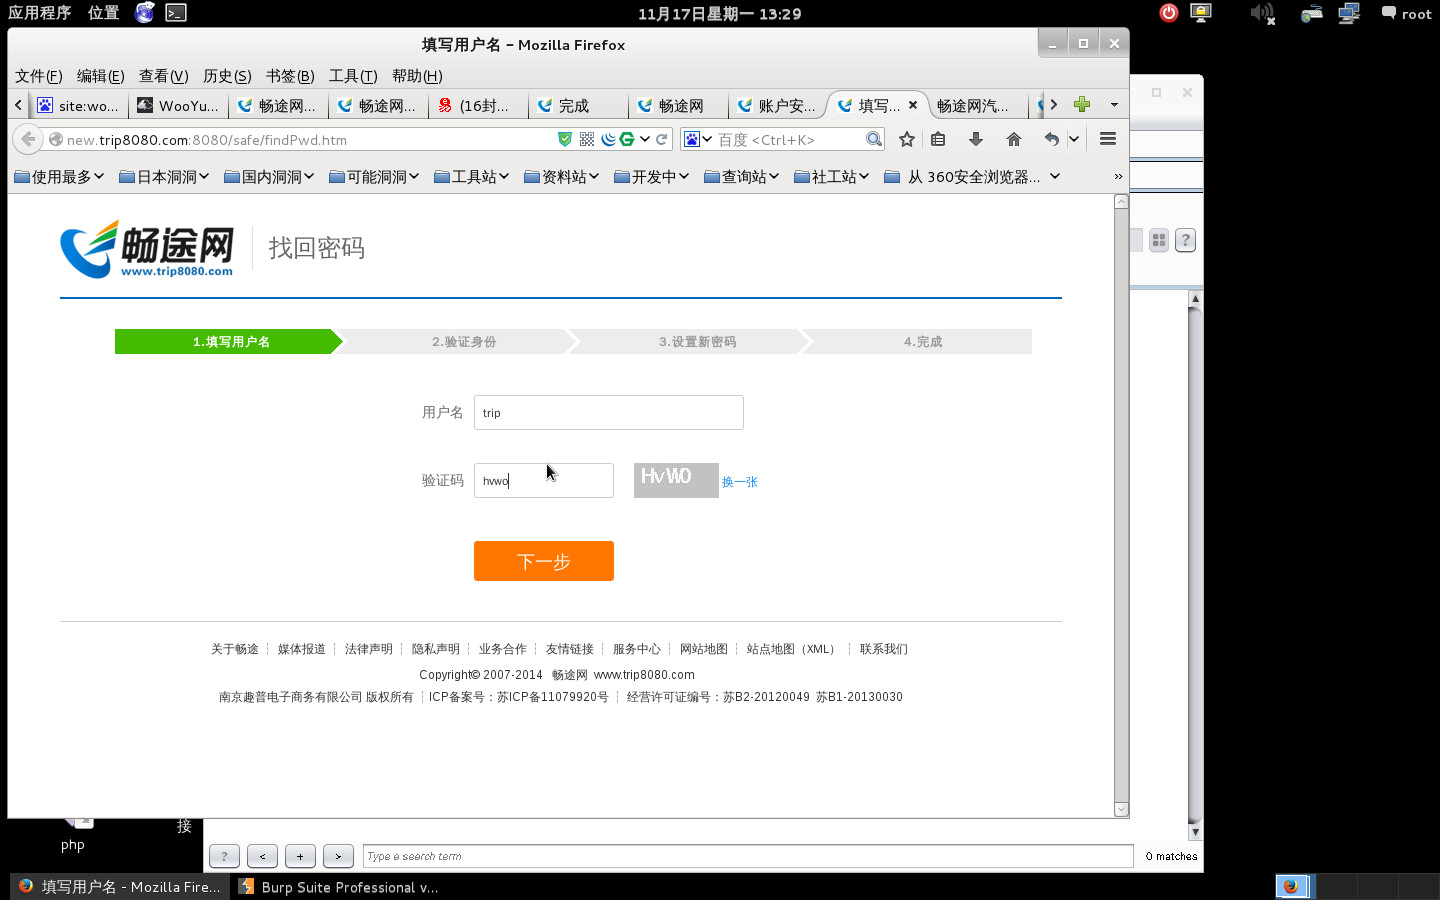 应用程序 位置 11月17日星期一 13:29 root
填写用户名 – Mozilla Firefox
文件(F) 编辑(E) 查看(V) 历史(S) 书签(B) 工具(T) 帮助(H)
site:wo... WooYu... 畅途网... 畅途网... (16封... 完成 畅途网 账户安... 填写... 畅途网汽...
new.trip8080.com:8080/safe/findPwd.htm 百度 <Ctrl+K>
使用最多 日本洞洞 国内洞洞 可能洞洞 工具站 资料站 开发中 查询站 社工站 从 360安全浏览器... »
畅途网 找回密码
www.trip8080.com
1.填写用户名 2.验证身份 3.设置新密码 4.完成
用户名 trip
验证码 hvwo HvWO 换一张
下一步
关于畅途 媒体报道 法律声明 隐私声明 业务合作 友情链接 服务中心 网站地图 站点地图（XML） 联系我们
Copyright© 2007-2014 畅途网 www.trip8080.com
南京趣普电子商务有限公司 版权所有 ICP备案号：苏ICP备11079920号 经营许可证编号：苏B2-20120049 苏B1-20130030
接
php
? < + > Type a search term 0 matches
填写用户名 - Mozilla Fire... Burp Suite Professional v...